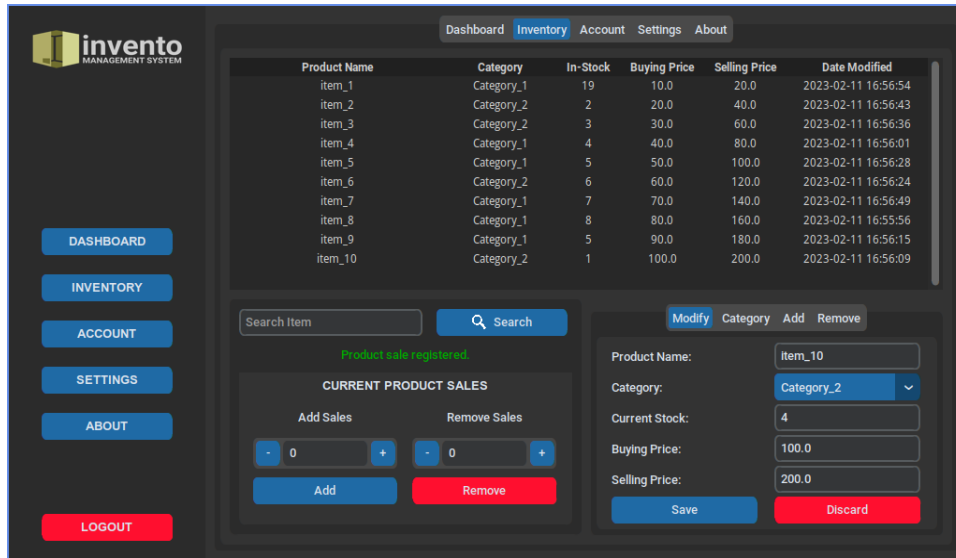 invento
MANAGEMENT SYSTEM
DASHBOARD
INVENTORY
ACCOUNT
SETTINGS
ABOUT
LOGOUT
Dashboard Inventory Account Settings About
Product Name Category In-Stock Buying Price Selling Price Date Modified
item_1 Category_1 19 10.0 20.0 2023-02-11 16:56:54
item_2 Category_2 2 20.0 40.0 2023-02-11 16:56:43
item_3 Category_2 3 30.0 60.0 2023-02-11 16:56:36
item_4 Category_1 4 40.0 80.0 2023-02-11 16:56:01
item_5 Category_1 5 50.0 100.0 2023-02-11 16:56:28
item_6 Category_2 6 60.0 120.0 2023-02-11 16:56:24
item_7 Category_1 7 70.0 140.0 2023-02-11 16:56:49
item_8 Category_1 8 80.0 160.0 2023-02-11 16:55:56
item_9 Category_1 5 90.0 180.0 2023-02-11 16:56:15
item_10 Category_2 1 100.0 200.0 2023-02-11 16:56:09
Search Item Search
Product sale registered.
CURRENT PRODUCT SALES
Add Sales Remove Sales
- 0 + - 0 +
Add Remove
Modify Category Add Remove
Product Name: item_10
Category: Category_2
Current Stock: 4
Buying Price: 100.0
Selling Price: 200.0
Save Discard